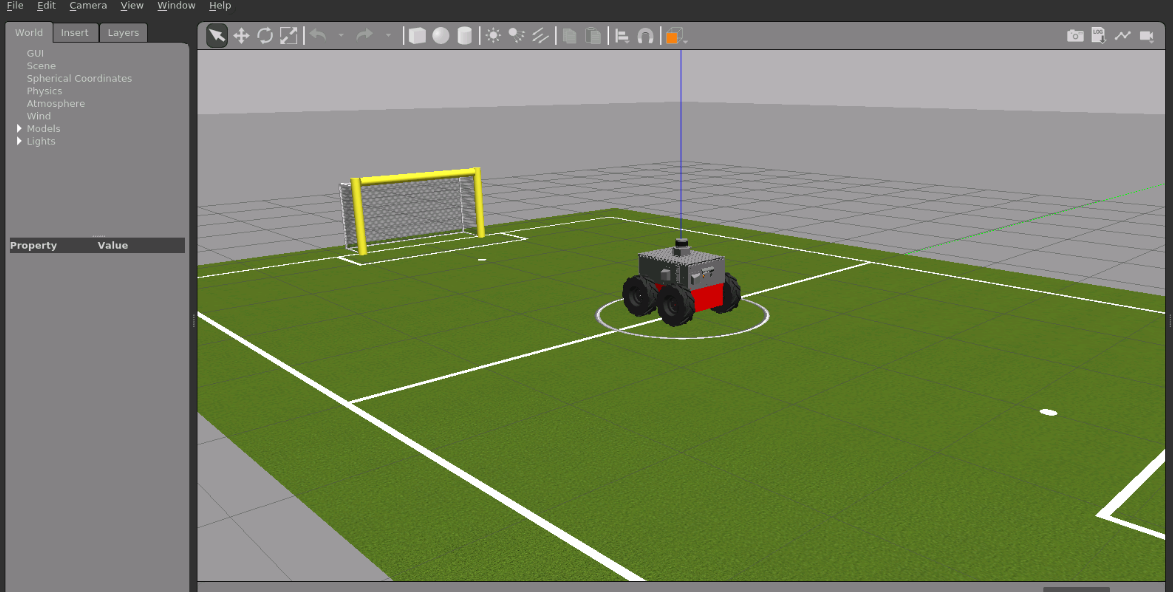 File Edit Camera View Window Help
World Insert Layers
GUI
Scene
Spherical Coordinates
Physics
Atmosphere
Wind
Models
Lights
Property Value
LOG